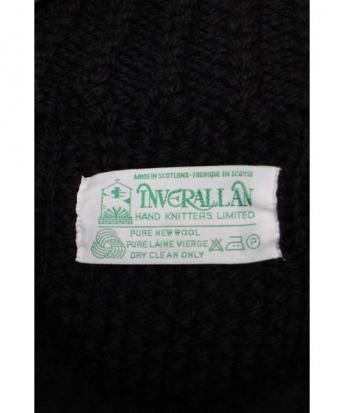 MADE IN SCOTLAND-FABRIQUE EN ECOSSE
INVERALLAN
HAND KNITTERS LIMITED
PURE NEW WOOL
PURE LAINE VIERGE
DRY CLEAN ONLY
P